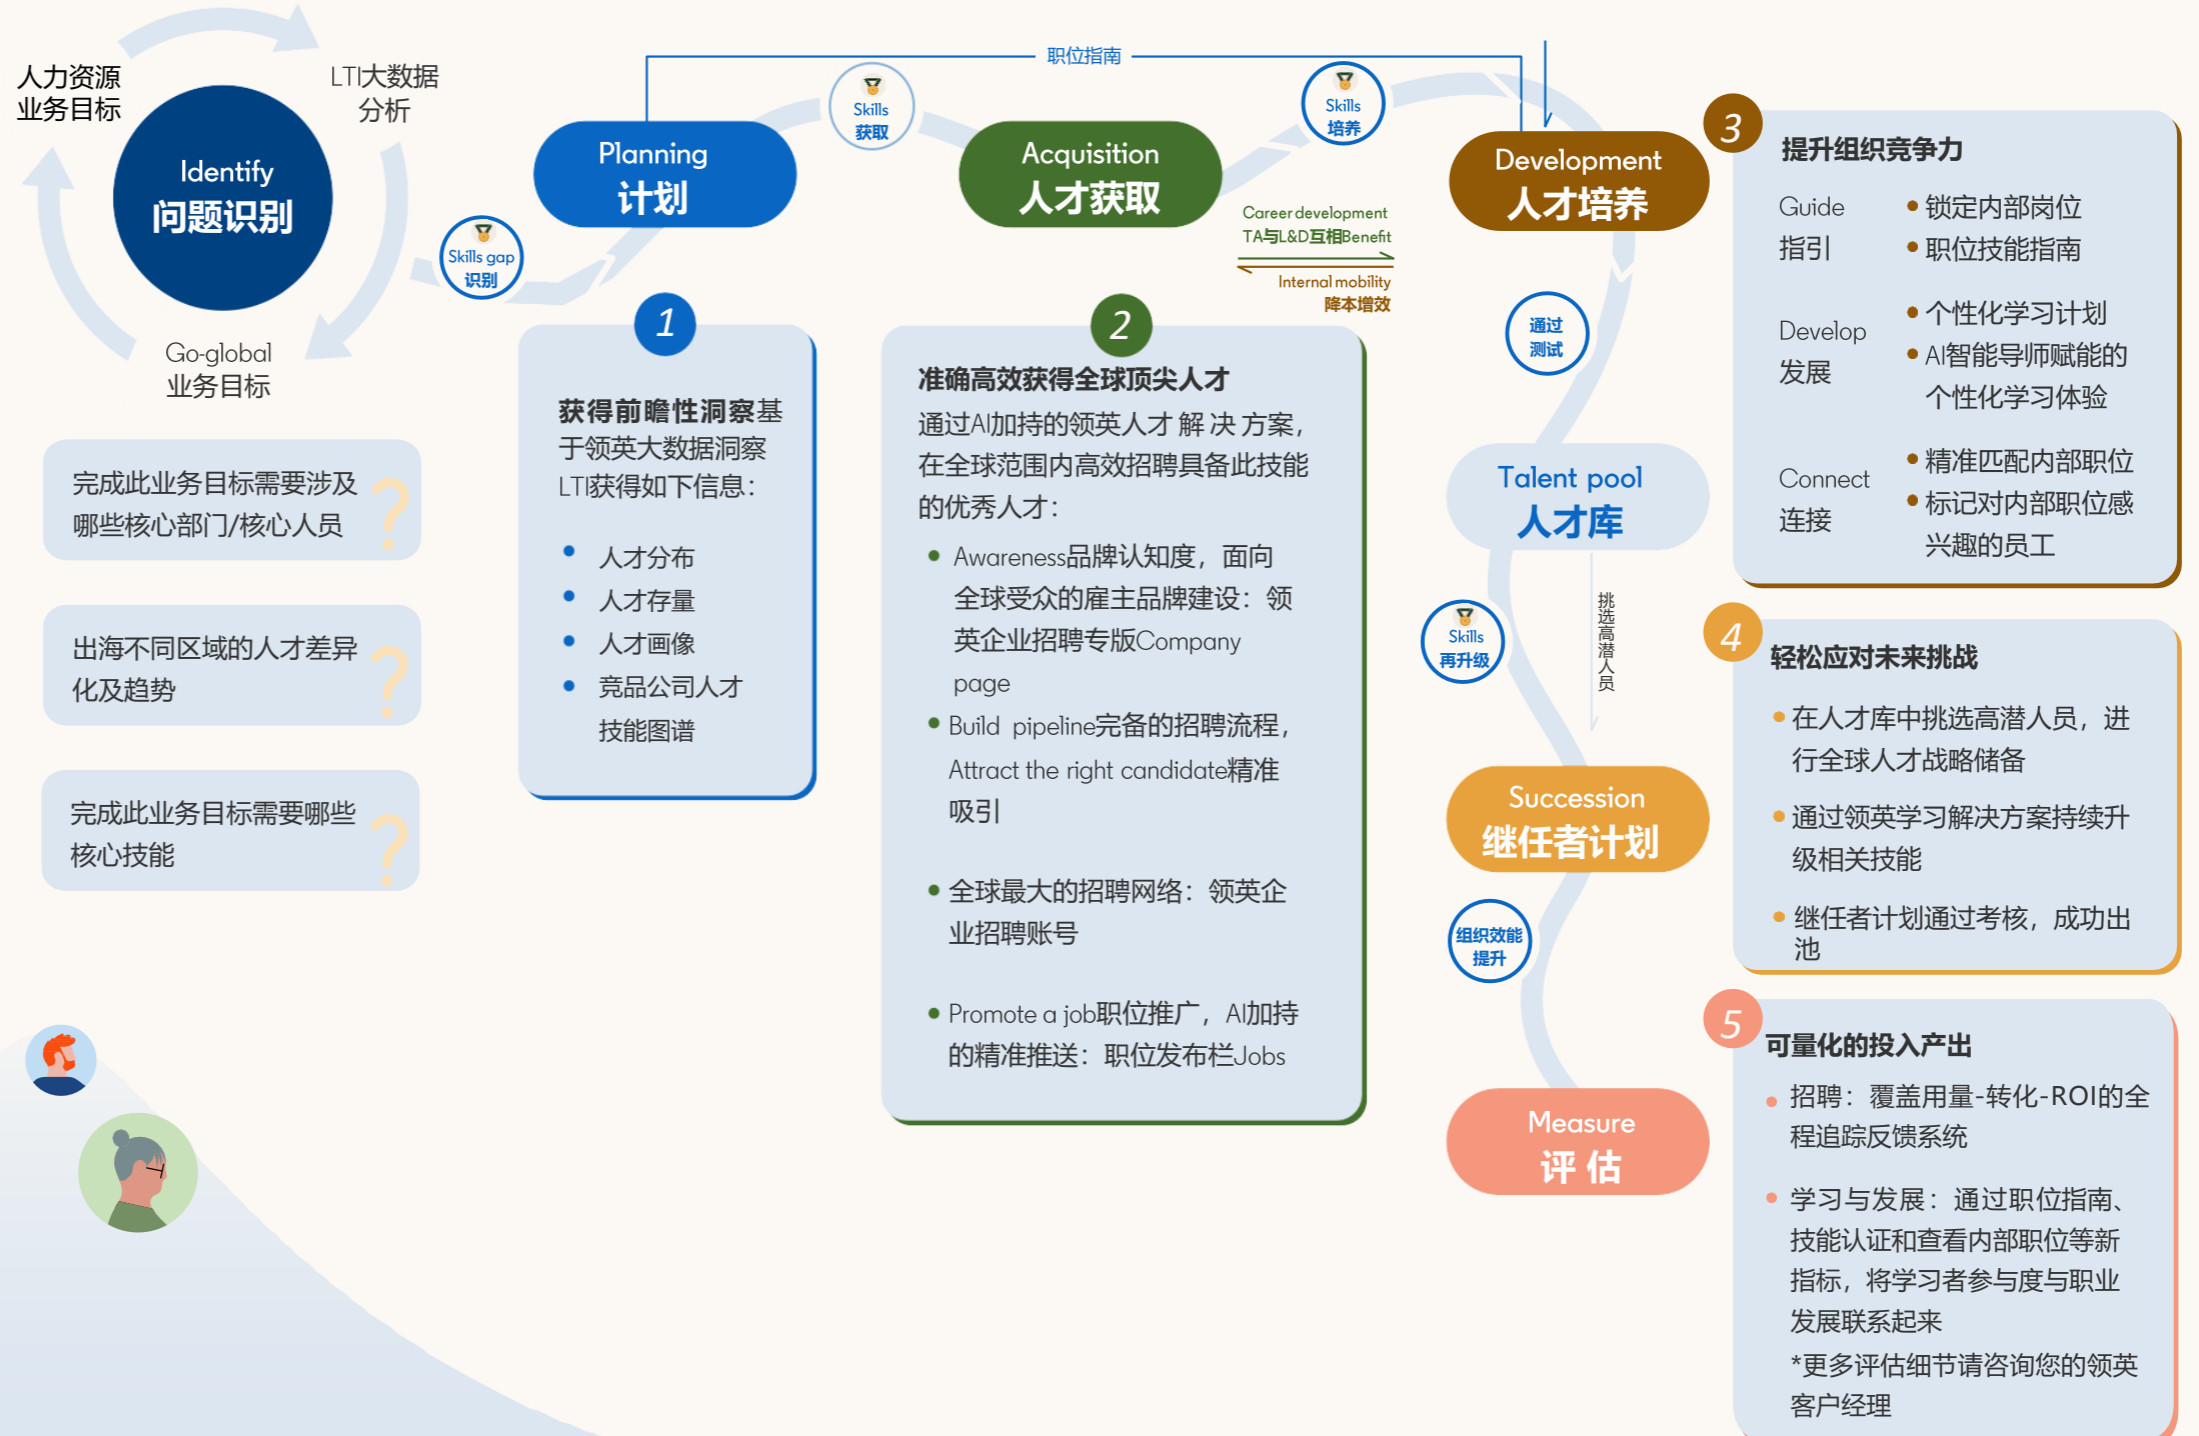 人力资源
业务目标
LTI大数据
分析
Identify
问题识别
Go-global
业务目标
完成此业务目标需要涉及
哪些核心部门/核心人员
?
出海不同区域的人才差异
化及趋势
?
完成此业务目标需要哪些
核心技能
?
Skills gap
识别
职位指南
Planning
计划
1
获得前瞻性洞察基
于领英大数据洞察
LTI获得如下信息：
人才分布
人才存量
人才画像
竞品公司人才
技能图谱
Skills
获取
Acquisition
人才获取
2
准确高效获得全球顶尖人才
通过AI加持的领英人才 解 决 方案，
在全球范围内高效招聘具备此技能
的优秀人才：
Awareness品牌认知度，面向
全球受众的雇主品牌建设：领
英企业招聘专版Company
page
Build pipeline完备的招聘流程，
Attract the right candidate精准
吸引
全球最大的招聘网络：领英企
业招聘账号
Promote a job职位推广，AI加持
的精准推送：职位发布栏Jobs
Skills
培养
Career development
TA与L&D互相Benefit
Internal mobility
降本增效
Development
人才培养
通过
测试
Talent pool
人才库
挑选高潜人员
Skills
再升级
Succession
继任者计划
组织效能
提升
Measure
评 估
3
提升组织竞争力
Guide
指引
锁定内部岗位
职位技能指南
Develop
发展
个性化学习计划
AI智能导师赋能的
个性化学习体验
Connect
连接
精准匹配内部职位
标记对内部职位感
兴趣的员工
4
轻松应对未来挑战
在人才库中挑选高潜人员，进
行全球人才战略储备
通过领英学习解决方案持续升
级相关技能
继任者计划通过考核，成功出
池
5
可量化的投入产出
招聘：覆盖用量-转化-ROI的全
程追踪反馈系统
学习与发展：通过职位指南、
技能认证和查看内部职位等新
指标，将学习者参与度与职业
发展联系起来
*更多评估细节请咨询您的领英
客户经理